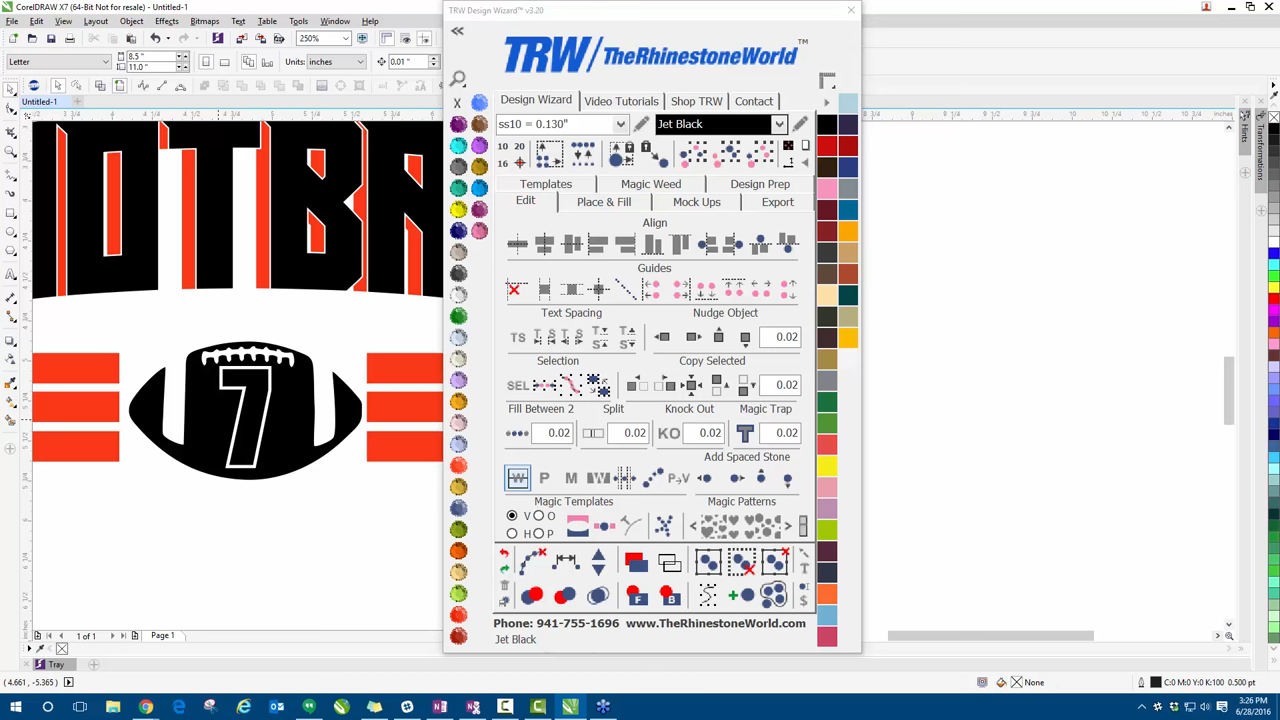 CorelDRAW X7 (64-Bit Not for resale) - Untitled-1
File Edit View Layout Object Effects Bitmaps Text Table Tools Window Help
250%
Letter
8.5 "
11.0 "
Units: inches
0.01 "
Untitled-1
TRW Design Wizard™ v3.20
TRW/TheRhinestoneWorld™
Design Wizard Video Tutorials Shop TRW Contact
ss10 = 0.130" Jet Black
10 20
16
Templates Magic Weed Design Prep
Edit Place & Fill Mock Ups Export
Align
Guides
Text Spacing Nudge Object
TS 0.02
Selection Copy Selected
SEL 0.02
Fill Between 2 Split Knock Out Magic Trap
0.02 0.02 KO 0.02 T 0.02
Add Spaced Stone
W P M W P→V
Magic Templates Magic Patterns
V O
H P
F B
Phone: 941-755-1696 www.TheRhinestoneWorld.com
Jet Black
OTBA
7
1 of 1 Page 1
Tray
(4.661, -5.365) None C:0 M:0 Y:0 K:100 0.500 pt
Hints
Transformations
3:26 PM
6/28/2016